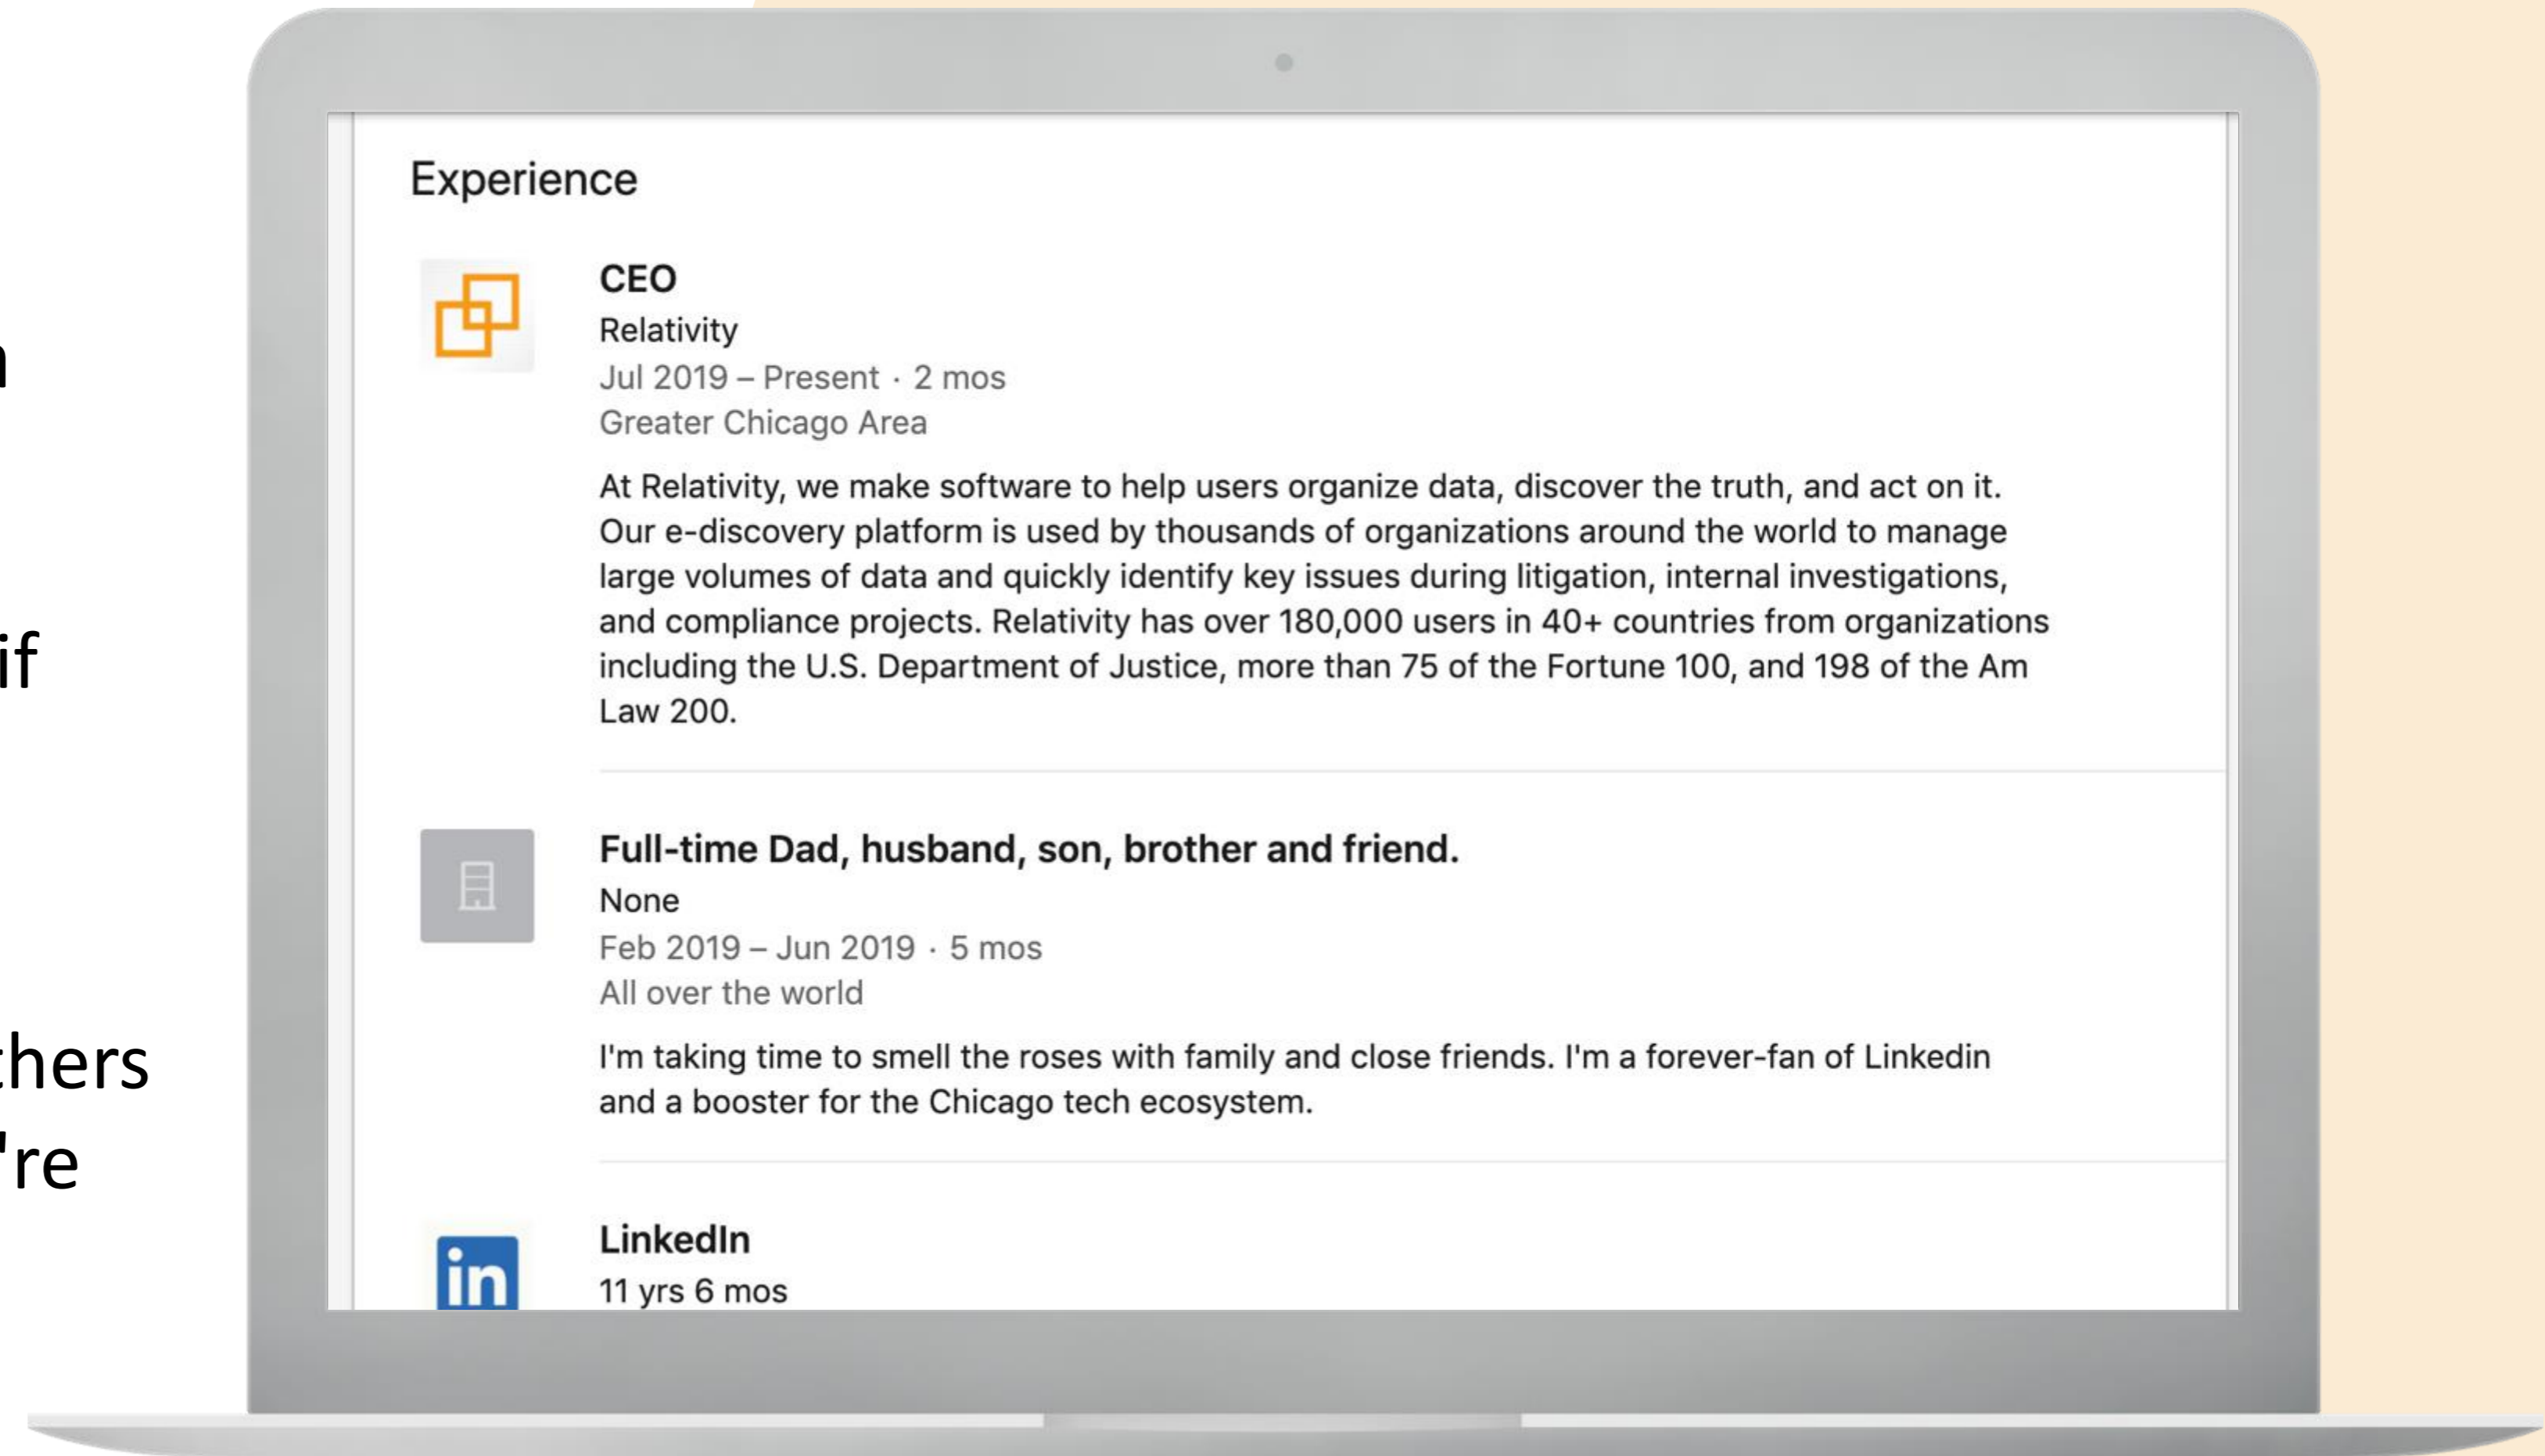 if
thers
're
Experience
CEO
Relativity
Jul 2019 – Present · 2 mos
Greater Chicago Area
At Relativity, we make software to help users organize data, discover the truth, and act on it.
Our e-discovery platform is used by thousands of organizations around the world to manage
large volumes of data and quickly identify key issues during litigation, internal investigations,
and compliance projects. Relativity has over 180,000 users in 40+ countries from organizations
including the U.S. Department of Justice, more than 75 of the Fortune 100, and 198 of the Am
Law 200.
Full-time Dad, husband, son, brother and friend.
None
Feb 2019 – Jun 2019 · 5 mos
All over the world
I'm taking time to smell the roses with family and close friends. I'm a forever-fan of Linkedin
and a booster for the Chicago tech ecosystem.
in
LinkedIn
11 yrs 6 mos